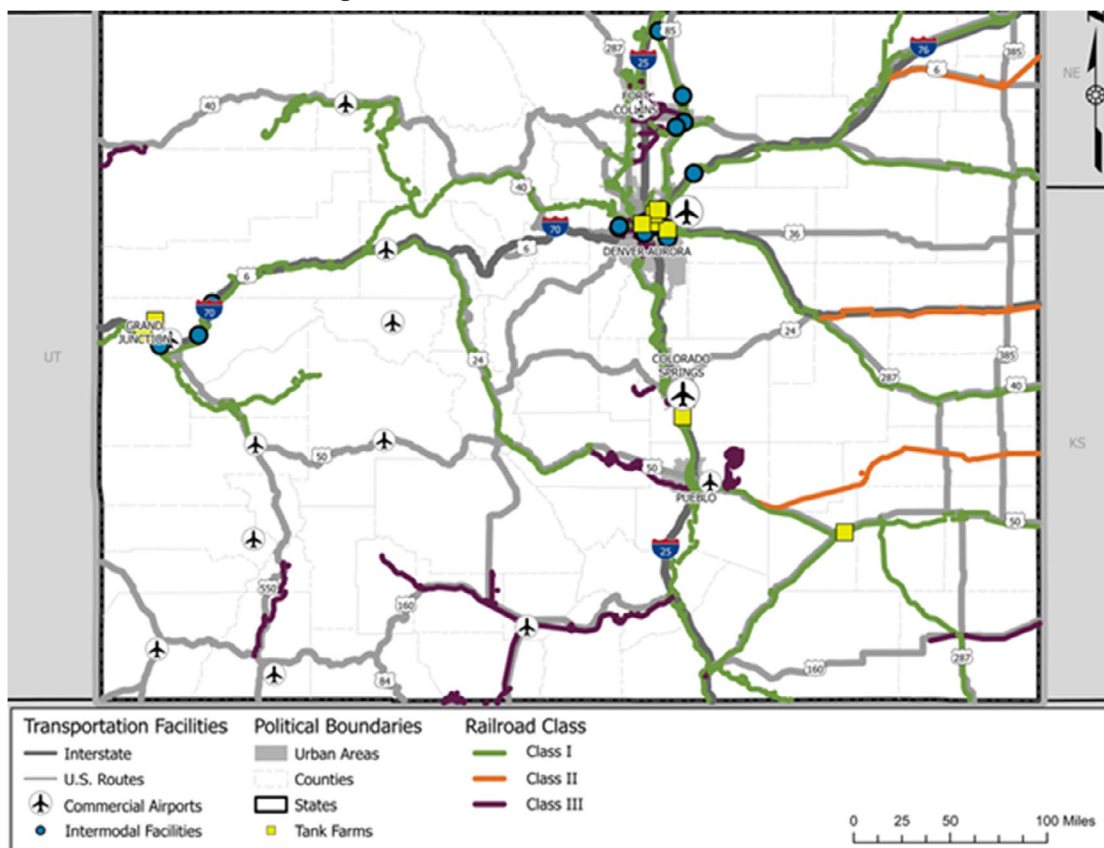 287
85
25
76
6
385
NE
FORT
COLLINS
40
40
36
70
6
DENVER-AURORA
6
70
GRAND
JUNCTION
UT
24
COLORADO
SPRINGS
24
287
385
40
KS
50
50
PUEBLO
50
25
550
160
160
287
84
Transportation Facilities
Interstate
U.S. Routes
Commercial Airports
Intermodal Facilities
Political Boundaries
Urban Areas
Counties
States
Tank Farms
Railroad Class
Class I
Class II
Class III
0 25 50 100 Miles